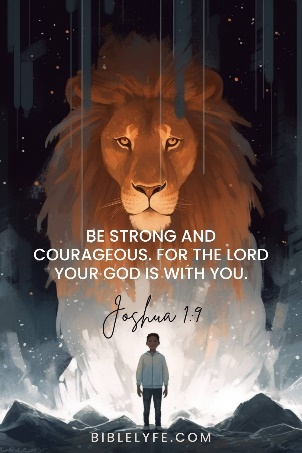 BE STRONG AND
COURAGEOUS. FOR THE LORD
YOUR GOD IS WITH YOU.
Joshua 1:9
BIBLELYFE.COM